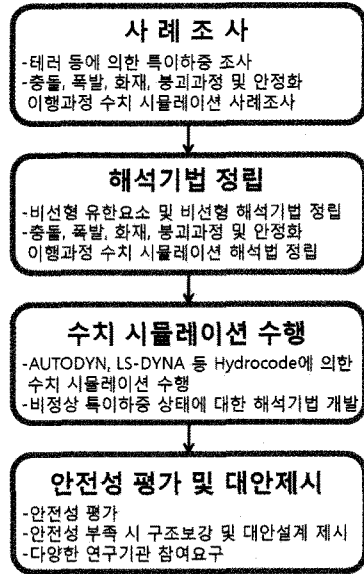 사 례 조 사
-테러 등에 의한 특이하중 조사
-충돌, 폭발, 화재, 붕괴과정 및 안정화
이행과정 수치 시뮬레이션 사례조사
해석기법 정립
-비선형 유한요소 및 비선형 해석기법 정립
-충돌, 폭발, 화재, 붕괴과정 및 안정화
이행과정 수치 시뮬레이션 해석법 정립
수치 시뮬레이션 수행
-AUTODYN, LS-DYNA 등 Hydrocode에 의한
수치 시뮬레이션 수행
-비정상 특이하중 상태에 대한 해석기법 개발
안전성 평가 및 대안제시
-안전성 평가
-안전성 부족 시 구조보강 및 대안설계 제시
-다양한 연구기관 참여요구